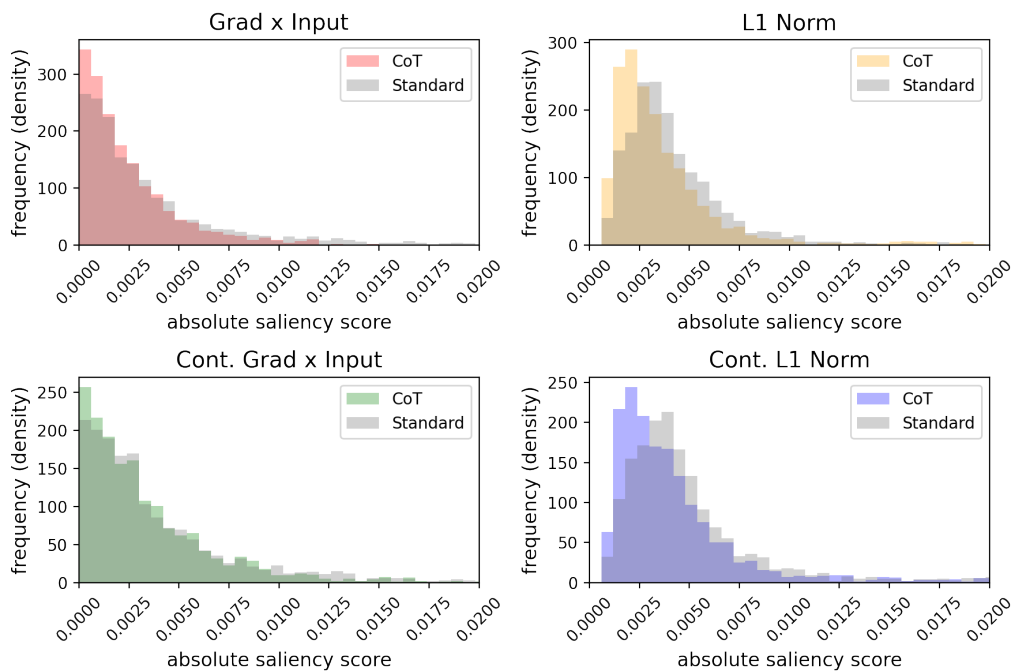 Grad x Input
frequency (density)
300
200
100
0
CoT
Standard
0.0000
0.0025
0.0050
0.0075
0.0100
0.0125
0.0150
0.0175
0.0200
absolute saliency score
L1 Norm
frequency (density)
300
200
100
0
CoT
Standard
0.0000
0.0025
0.0050
0.0075
0.0100
0.0125
0.0150
0.0175
0.0200
absolute saliency score
Cont. Grad x Input
frequency (density)
250
200
150
100
50
0
CoT
Standard
0.0000
0.0025
0.0050
0.0075
0.0100
0.0125
0.0150
0.0175
0.0200
absolute saliency score
Cont. L1 Norm
frequency (density)
250
200
150
100
50
0
CoT
Standard
0.0000
0.0025
0.0050
0.0075
0.0100
0.0125
0.0150
0.0175
0.0200
absolute saliency score